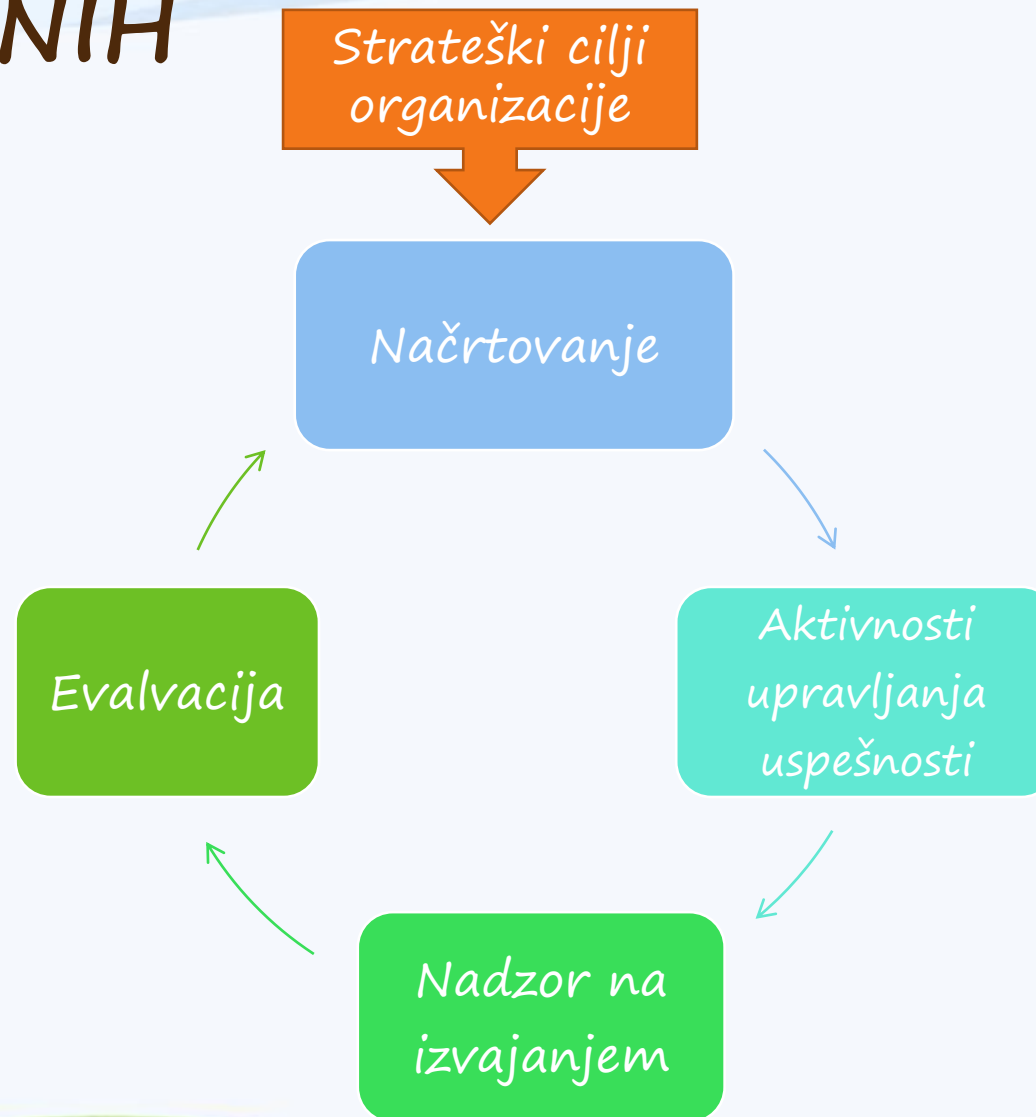 NIH
Strateški cilji
organizacije
Načrtovanje
Aktivnosti
upravljanja
uspešnosti
Evalvacija
Nadzor na
izvajanjem